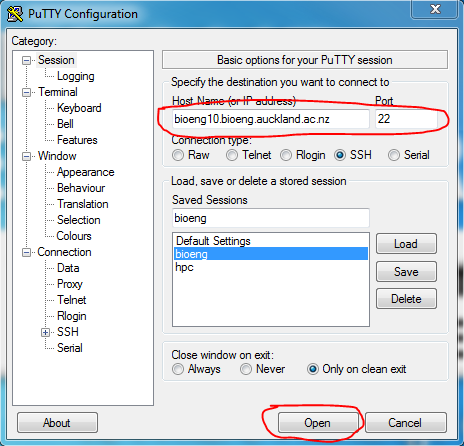 PuTTY Configuration
Category:
Session
Logging
Terminal
Keyboard
Bell
Features
Window
Appearance
Behaviour
Translation
Selection
Colours
Connection
Data
Proxy
Telnet
Rlogin
SSH
Serial
Basic options for your PuTTY session
Specify the destination you want to connect to
Host Name (or IP address) Port
bioeng10.bioeng.auckland.ac.nz 22
Connection type:
Raw Telnet Rlogin SSH Serial
Load, save or delete a stored session
Saved Sessions
bioeng
Default Settings
bioeng
hpc
Load
Save
Delete
Close window on exit:
Always Never Only on clean exit
About Open Cancel